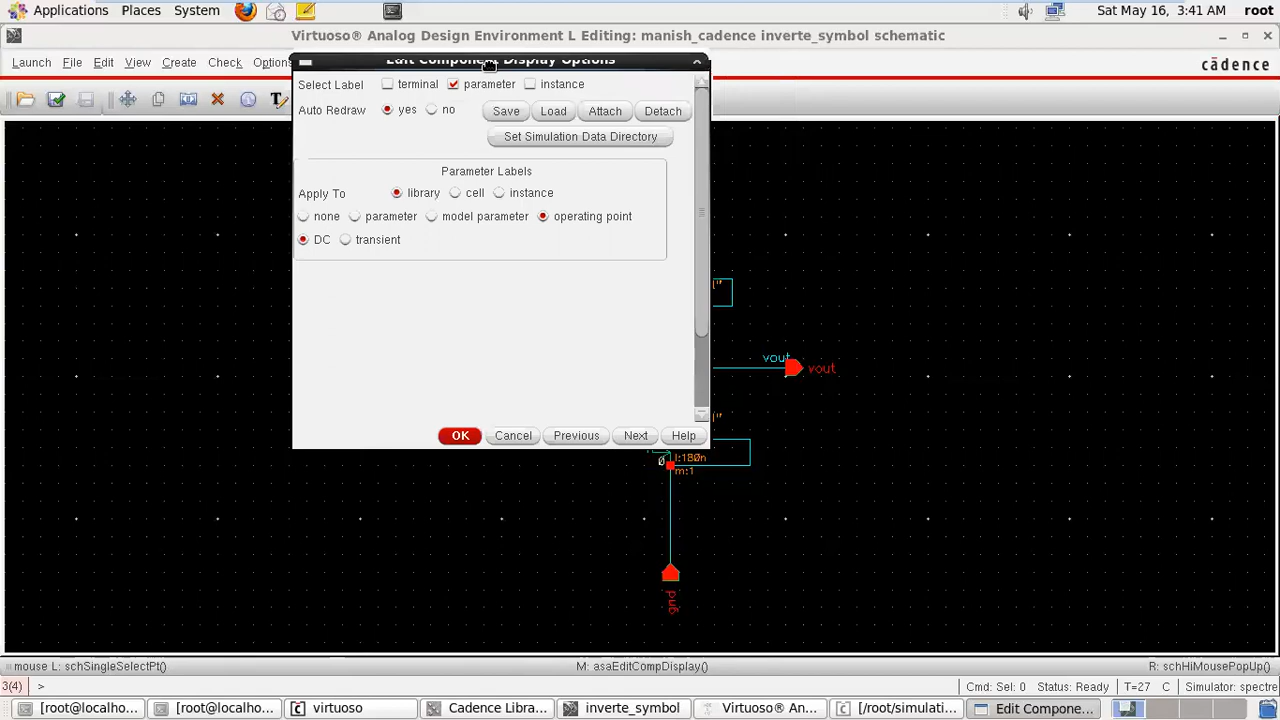 Applications Places System
Sat May 16, 3:41 AM root
Virtuoso® Analog Design Environment L Editing: manish_cadence inverte_symbol schematic
Launch File Edit View Create Check Options
cādence
Edit Component Display Options
Select Label terminal parameter instance
Auto Redraw yes no Save Load Attach Detach
Set Simulation Data Directory
Parameter Labels
Apply To library cell instance
none parameter model parameter operating point
DC transient
OK Cancel Previous Next Help
vout
vout
0
l:180n
m:1
gnd
mouse L: schSingleSelectPt() M: asaEditCompDisplay() R: schHiMousePopUp()
3(4) > Cmd: Sel: 0 Status: Ready T=27 C Simulator: spectre
[root@localho... [root@localho... virtuoso Cadence Libra... inverte_symbol Virtuoso® An... [/root/simulati... Edit Compone...